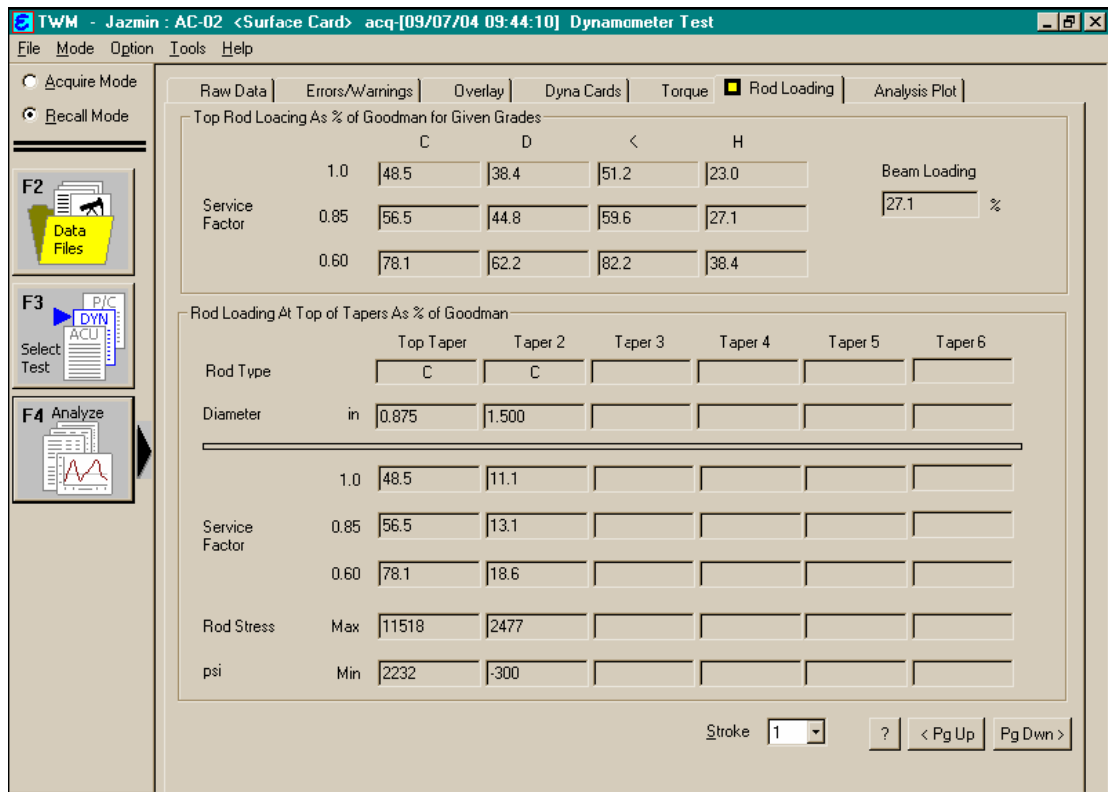 TWM - Jazmin : AC-02 <Surface Card> acq-[09/07/04 09:44:10] Dynamometer Test
File Mode Option Tools Help
Acquire Mode
Recall Mode
F2
Data
Files
F3
P/C
DYN
ACU
Select
Test
F4 Analyze
Raw Data Errors/Warnings Overlay Dyna Cards Torque Rod Loading Analysis Plot
Top Rod Loacing As % of Goodman for Given Grades
C D < H
1.0 48.5 38.4 51.2 23.0
Beam Loading
27.1 %
Service
Factor
0.85 56.5 44.8 59.6 27.1
0.60 78.1 62.2 82.2 38.4
Rod Loading At Top of Tapers As % of Goodman
Top Taper Taper 2 Taper 3 Taper 4 Taper 5 Taper 6
Rod Type C C
Diameter in 0.875 1.500
1.0 48.5 11.1
Service
Factor
0.85 56.5 13.1
0.60 78.1 18.6
Rod Stress Max 11518 2477
psi Min 2232 -300
Stroke 1 ? < Pg Up Pg Dwn >